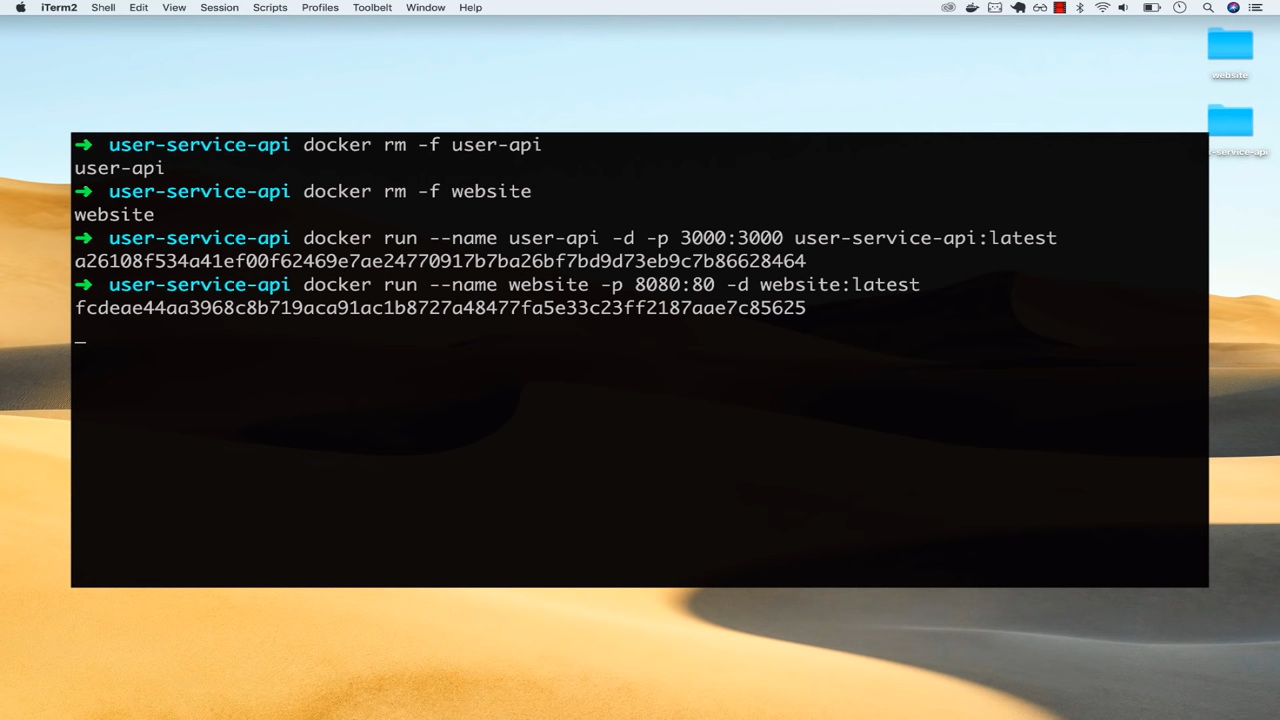 iTerm2 Shell Edit View Session Scripts Profiles Toolbelt Window Help
website
r-service-api
➜ user-service-api docker rm -f user-api
user-api
➜ user-service-api docker rm -f website
website
➜ user-service-api docker run --name user-api -d -p 3000:3000 user-service-api:latest
a26108f534a41ef00f62469e7ae24770917b7ba26bf7bd9d73eb9c7b86628464
➜ user-service-api docker run --name website -p 8080:80 -d website:latest
fcdeae44aa3968c8b719aca91ac1b8727a48477fa5e33c23ff2187aae7c85625